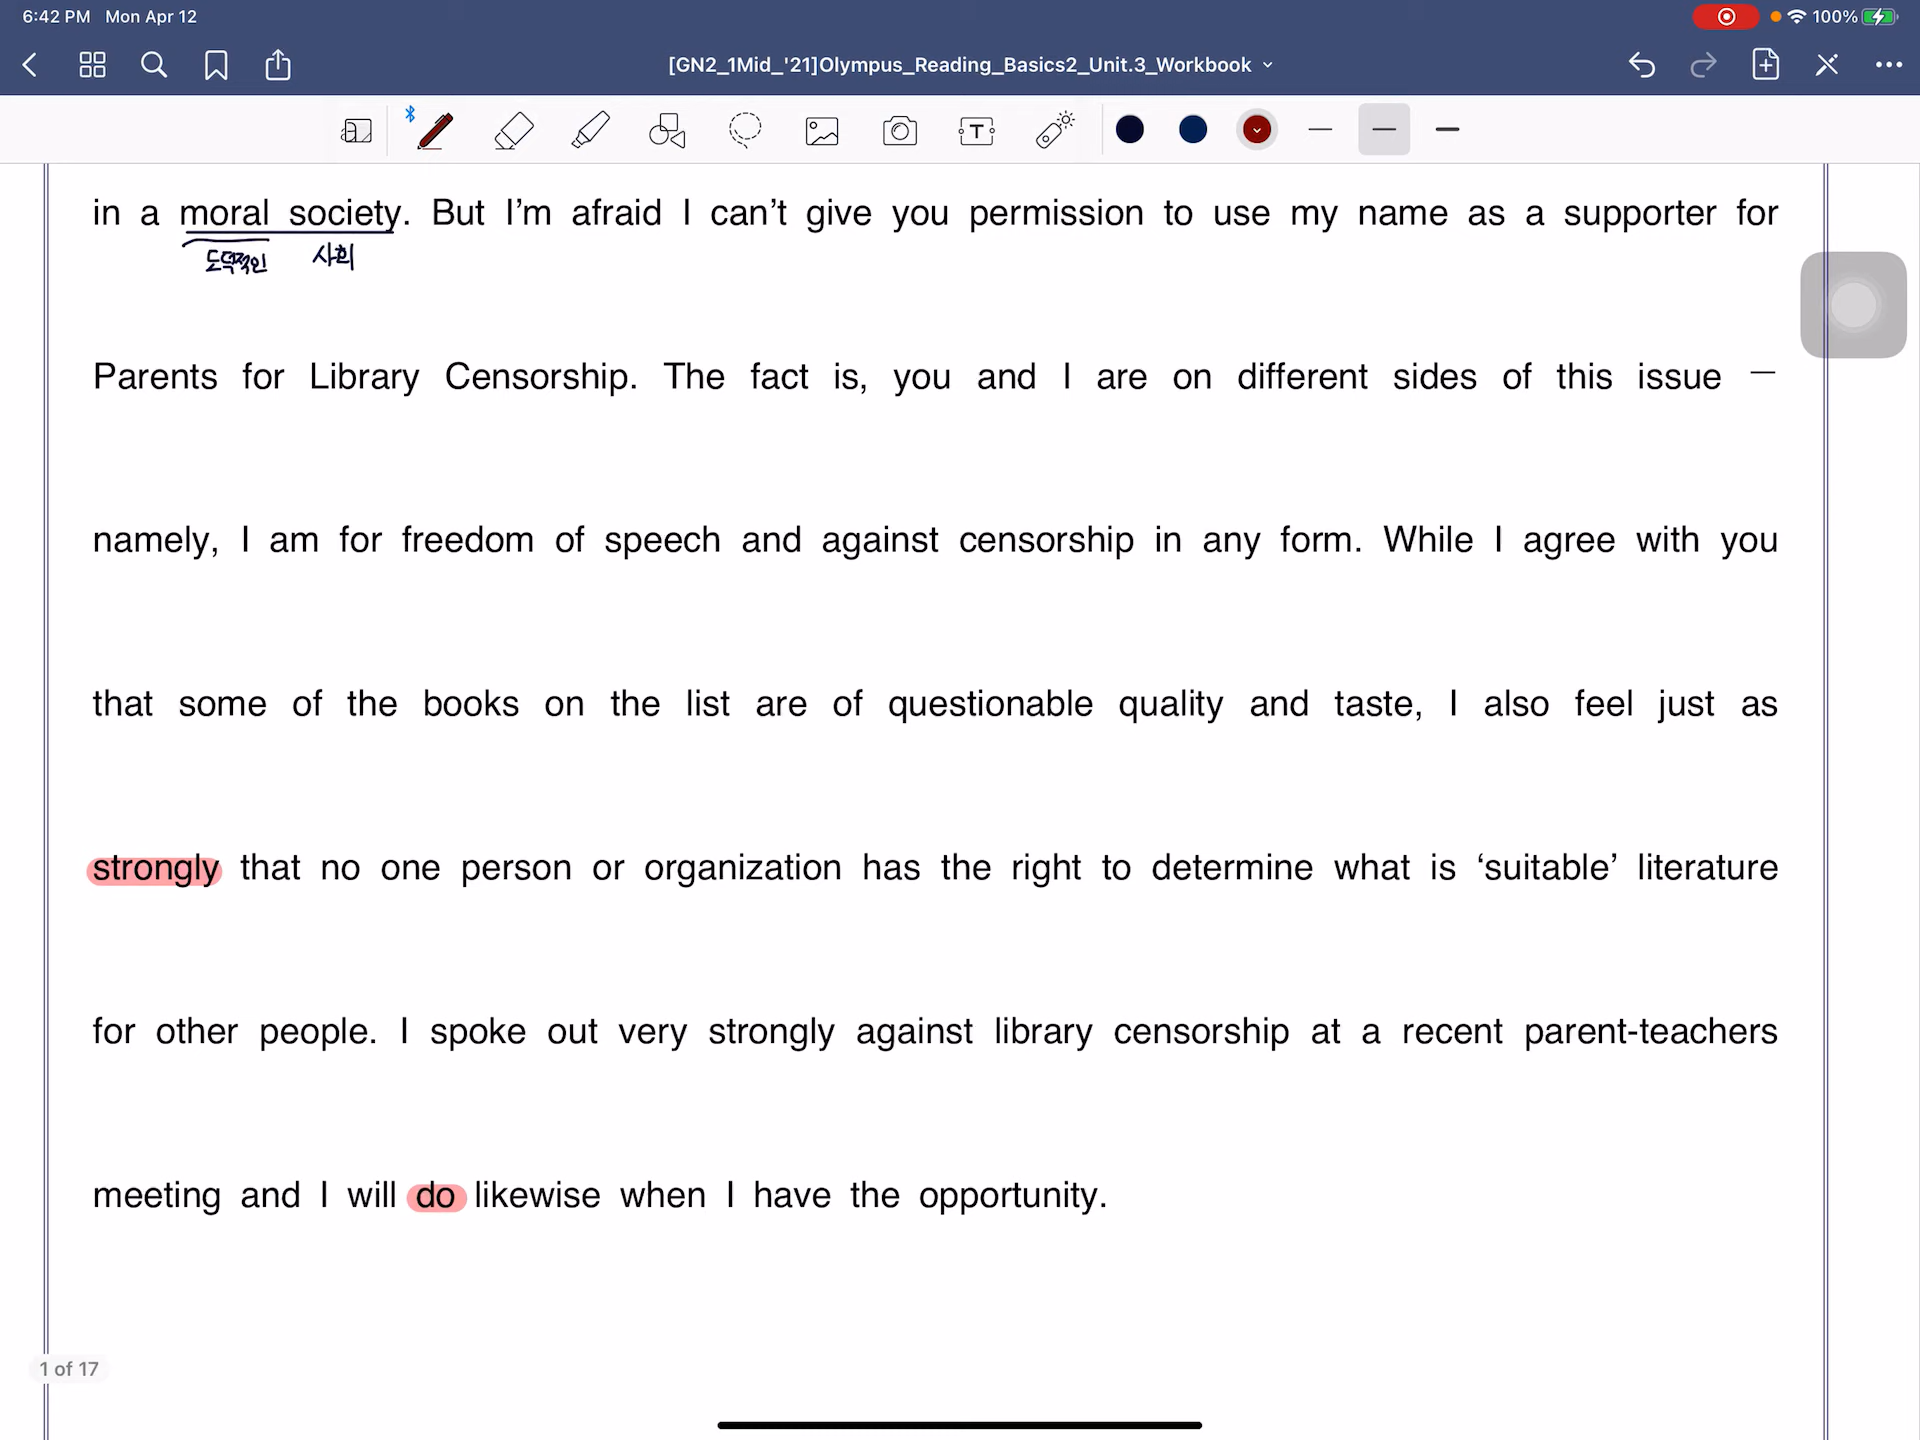 6:42 PM Mon Apr 12
100%
[GN2_1Mid_'21]Olympus_Reading_Basics2_Unit.3_Workbook
in a moral society. But I’m afraid I can’t give you permission to use my name as a supporter for
도덕적인 사회
Parents for Library Censorship. The fact is, you and I are on different sides of this issue —
namely, I am for freedom of speech and against censorship in any form. While I agree with you
that some of the books on the list are of questionable quality and taste, I also feel just as
strongly that no one person or organization has the right to determine what is ‘suitable’ literature
for other people. I spoke out very strongly against library censorship at a recent parent-teachers
meeting and I will do likewise when I have the opportunity.
1 of 17